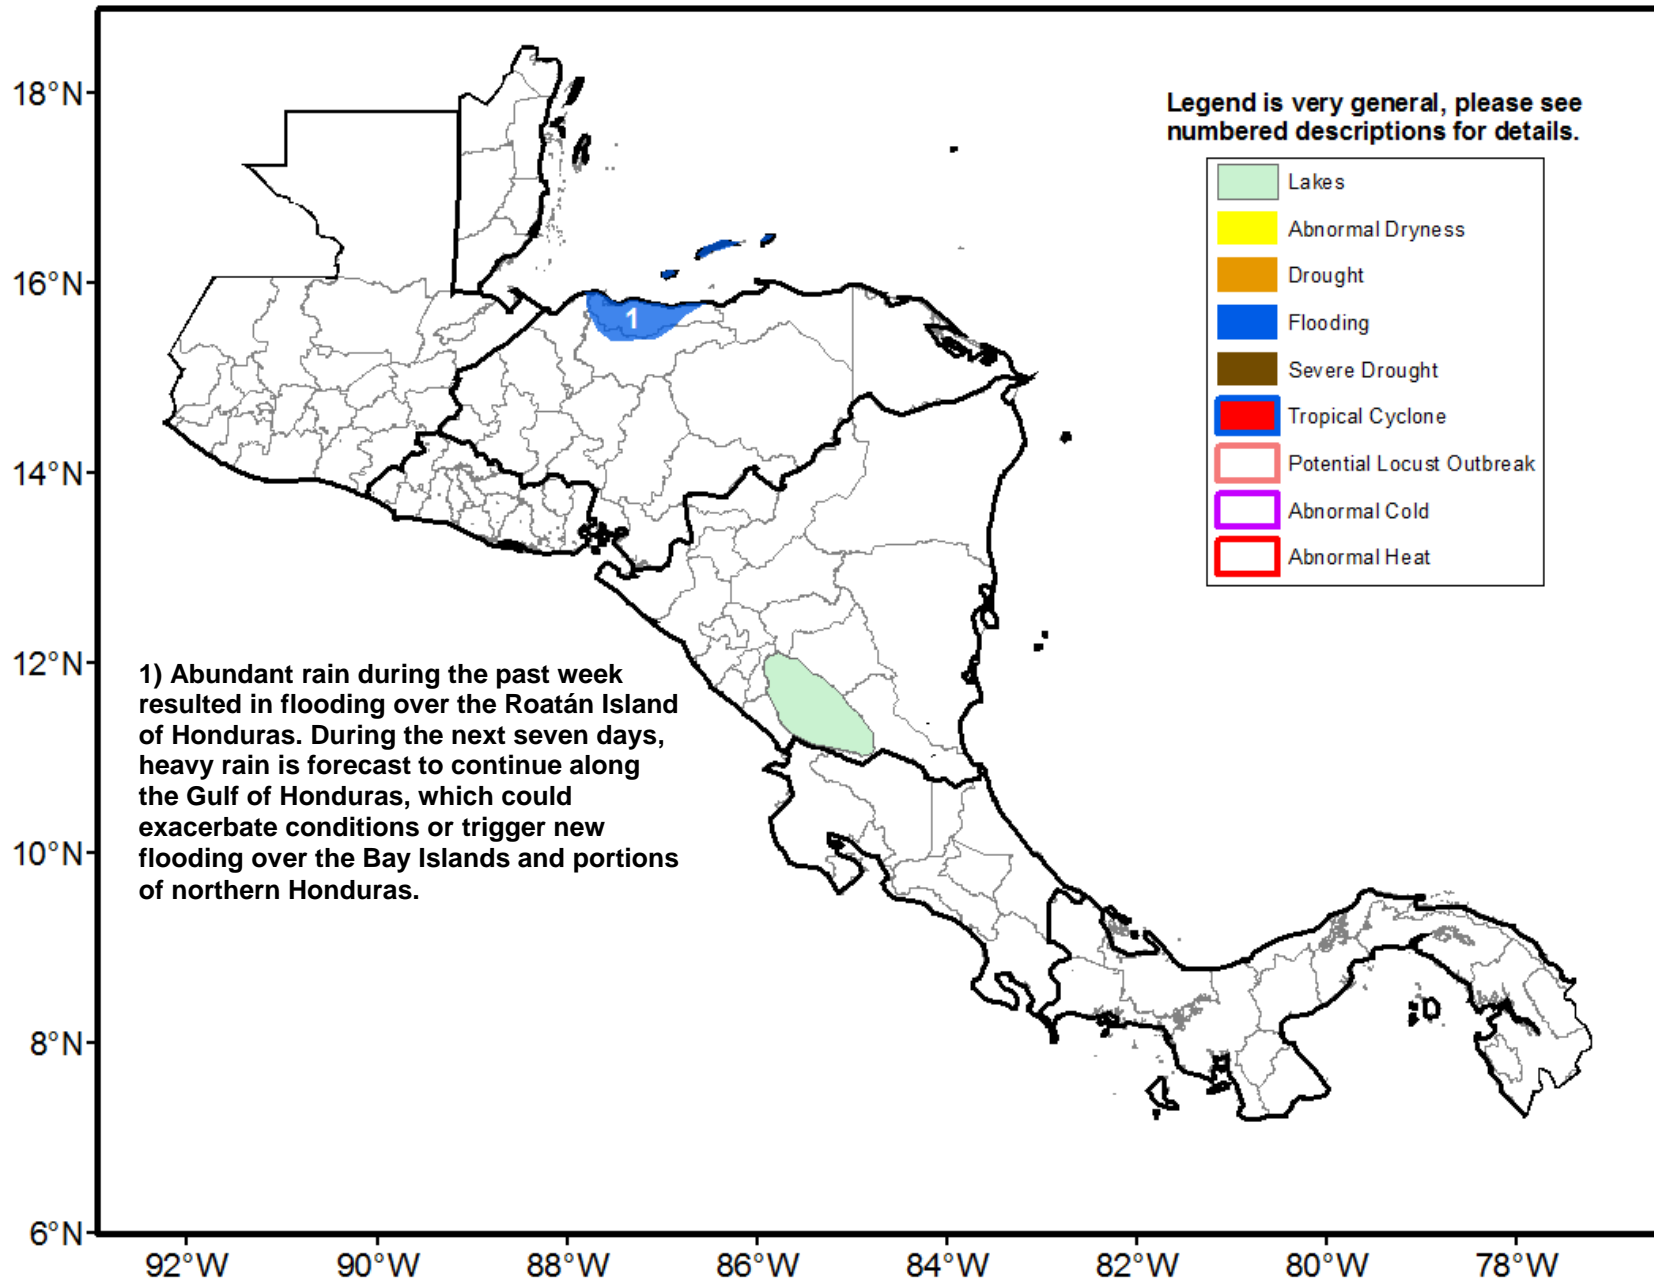 18°N
16°N
14°N
12°N
10°N
8°N
6°N
92°W
90°W
88°W
86°W
84°W
82°W
80°W
78°W
Legend is very general, please see
numbered descriptions for details.
Lakes
Abnormal Dryness
Drought
Flooding
Severe Drought
Tropical Cyclone
Potential Locust Outbreak
Abnormal Cold
Abnormal Heat
1
1) Abundant rain during the past week
resulted in flooding over the Roatán Island
of Honduras. During the next seven days,
heavy rain is forecast to continue along
the Gulf of Honduras, which could
exacerbate conditions or trigger new
flooding over the Bay Islands and portions
of northern Honduras.